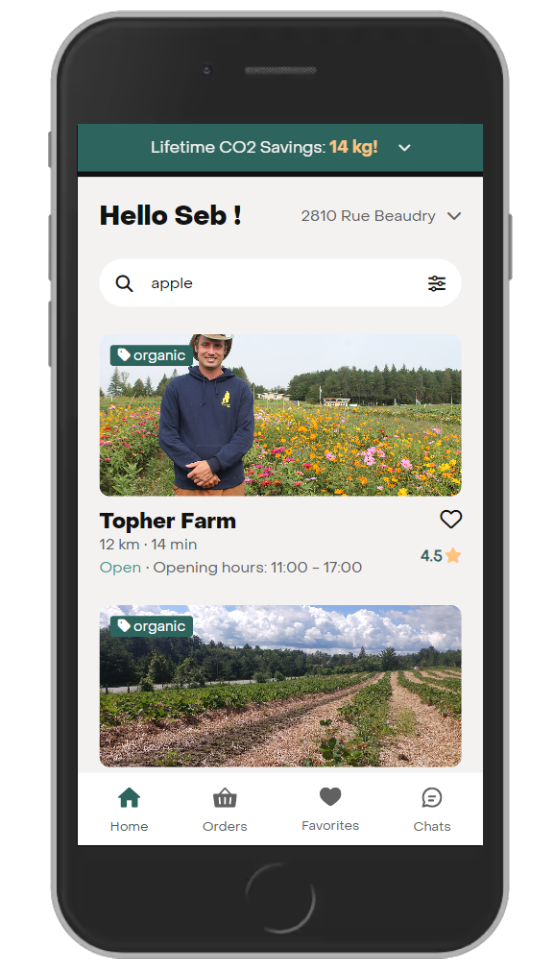 Lifetime CO2 Savings: 14 kg!
Hello Seb !
2810 Rue Beaudry
apple
organic
Topher Farm
12 km · 14 min
4.5
Open · Opening hours: 11:00 - 17:00
organic
Home
Orders
Favorites
Chats